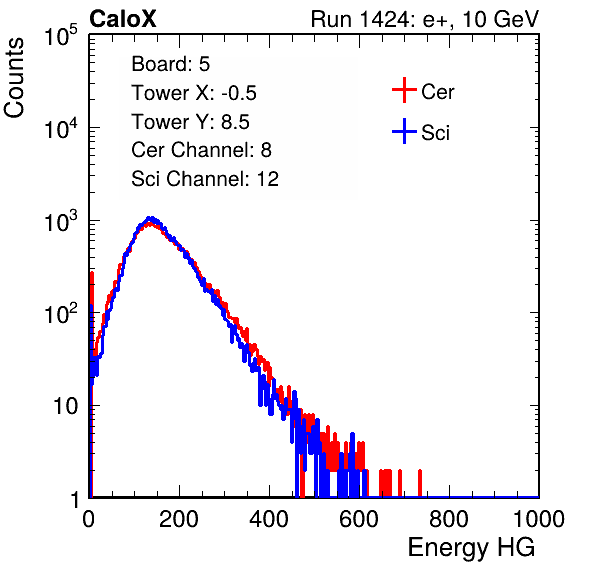 CaloX Run 1424: e+, 10 GeV
Counts
Board: 5
Tower X: -0.5
Tower Y: 8.5
Cer Channel: 8
Sci Channel: 12
Cer
Sci
10^5
10^4
10^3
10^2
10
1
0 200 400 600 800 1000
Energy HG